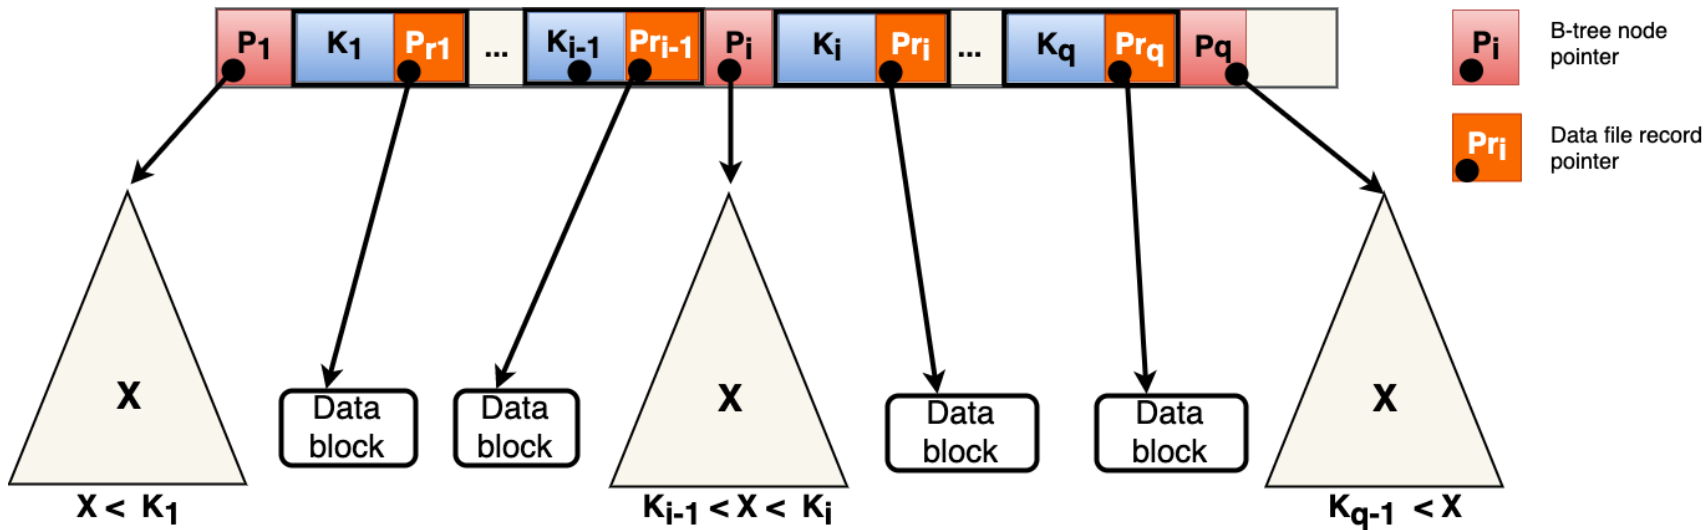 P1 K1 Pr1 ... Ki-1 Pri-1 Pi Ki Pri ... Kq Prq Pq
Pi
B-tree node
pointer
Pri
Data file record
pointer
X
Data
block
Data
block
X
Data
block
Data
block
X
X < K1
Ki-1 < X < Ki
Kq-1 < X